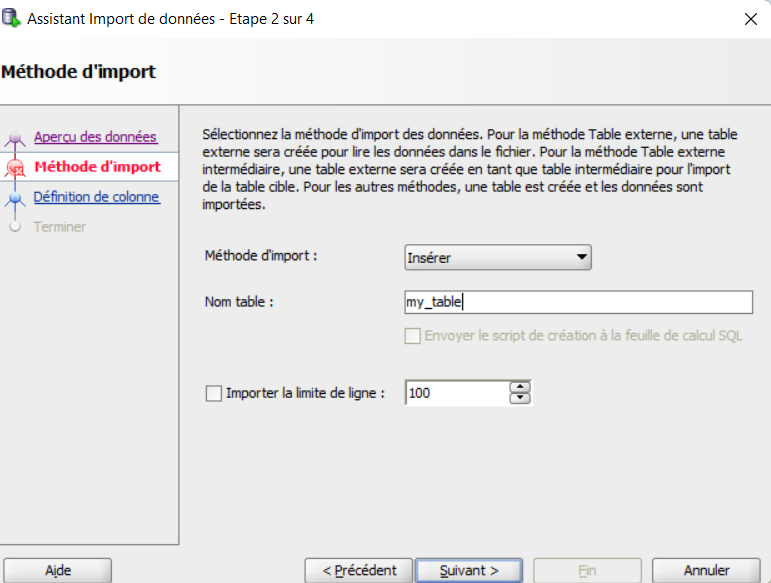 Assistant Import de données - Etape 2 sur 4
Méthode d'import
Aperçu des données
Méthode d'import
Définition de colonne
Terminer
Sélectionnez la méthode d'import des données. Pour la méthode Table externe, une table
externe sera créée pour lire les données dans le fichier. Pour la méthode Table externe
intermédiaire, une table externe sera créée en tant que table intermédiaire pour l'import
de la table cible. Pour les autres méthodes, une table est créée et les données sont
importées.
Méthode d'import : Insérer
Nom table : my_table
Envoyer le script de création à la feuille de calcul SQL
Importer la limite de ligne : 100
Aide < Précédent Suivant > Fin Annuler